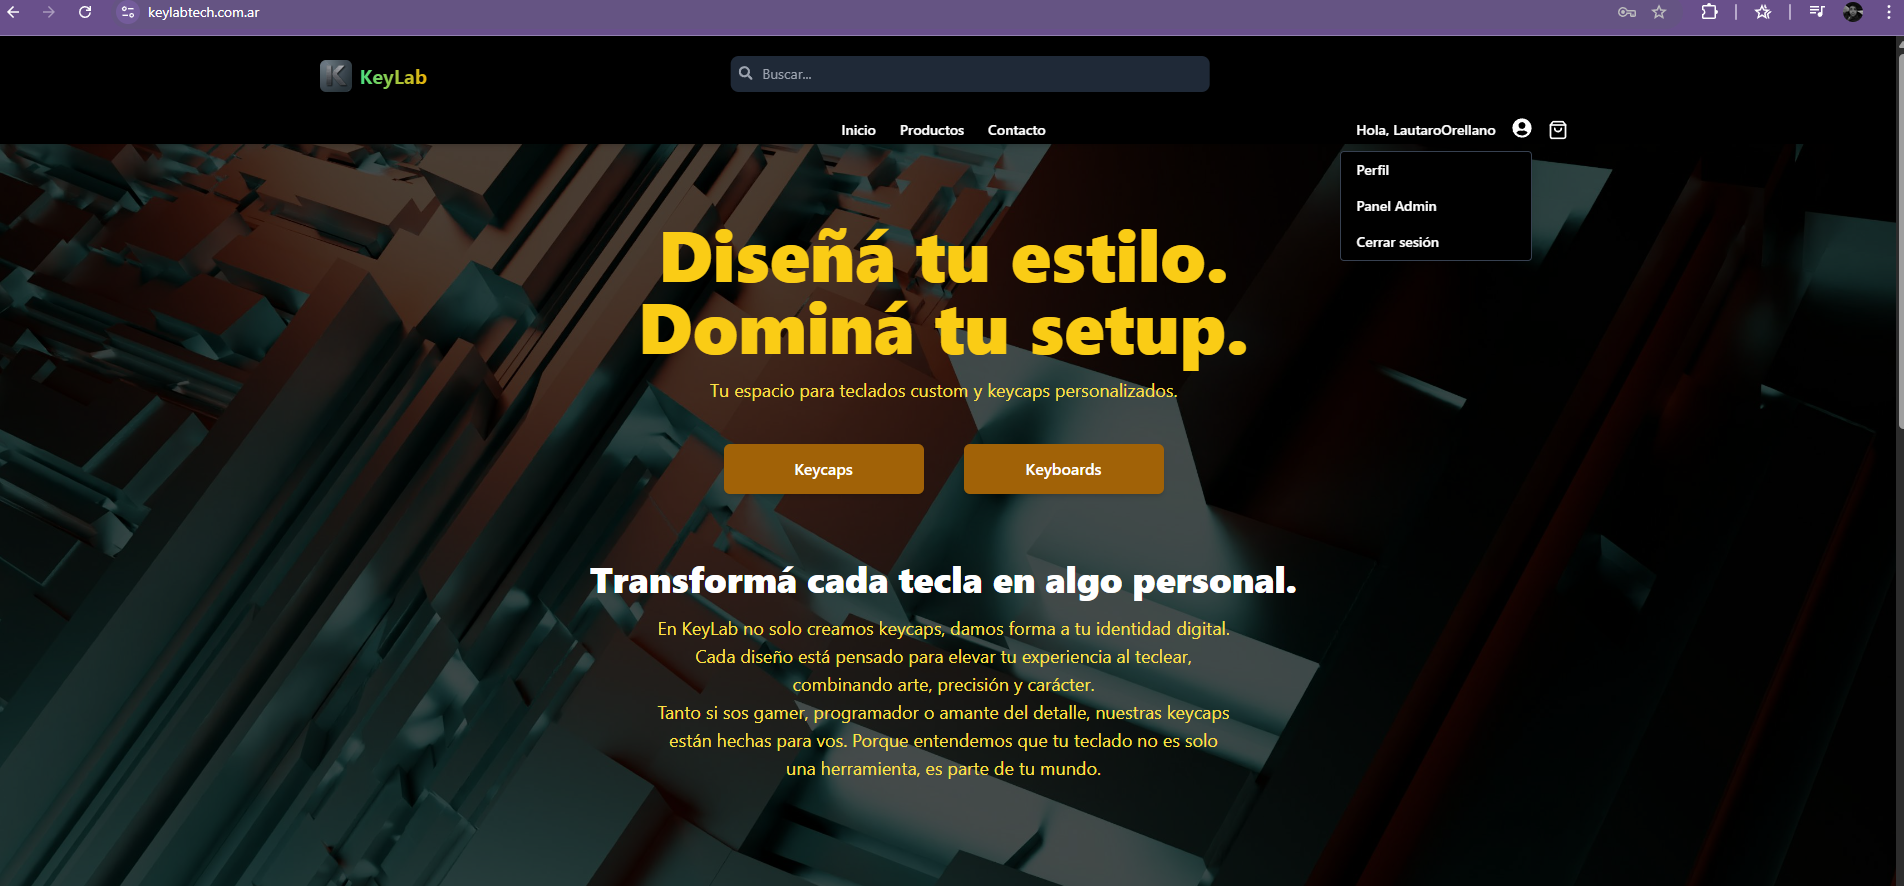 keylabtech.com.ar
KeyLab
Buscar...
Inicio Productos Contacto
Hola, LautaroOrellano
Perfil
Panel Admin
Cerrar sesión
Diseñá tu estilo.
Dominá tu setup.
Tu espacio para teclados custom y keycaps personalizados.
Keycaps Keyboards
Transformá cada tecla en algo personal.
En KeyLab no solo creamos keycaps, damos forma a tu identidad digital.
Cada diseño está pensado para elevar tu experiencia al teclear,
combinando arte, precisión y carácter.
Tanto si sos gamer, programador o amante del detalle, nuestras keycaps
están hechas para vos. Porque entendemos que tu teclado no es solo
una herramienta, es parte de tu mundo.